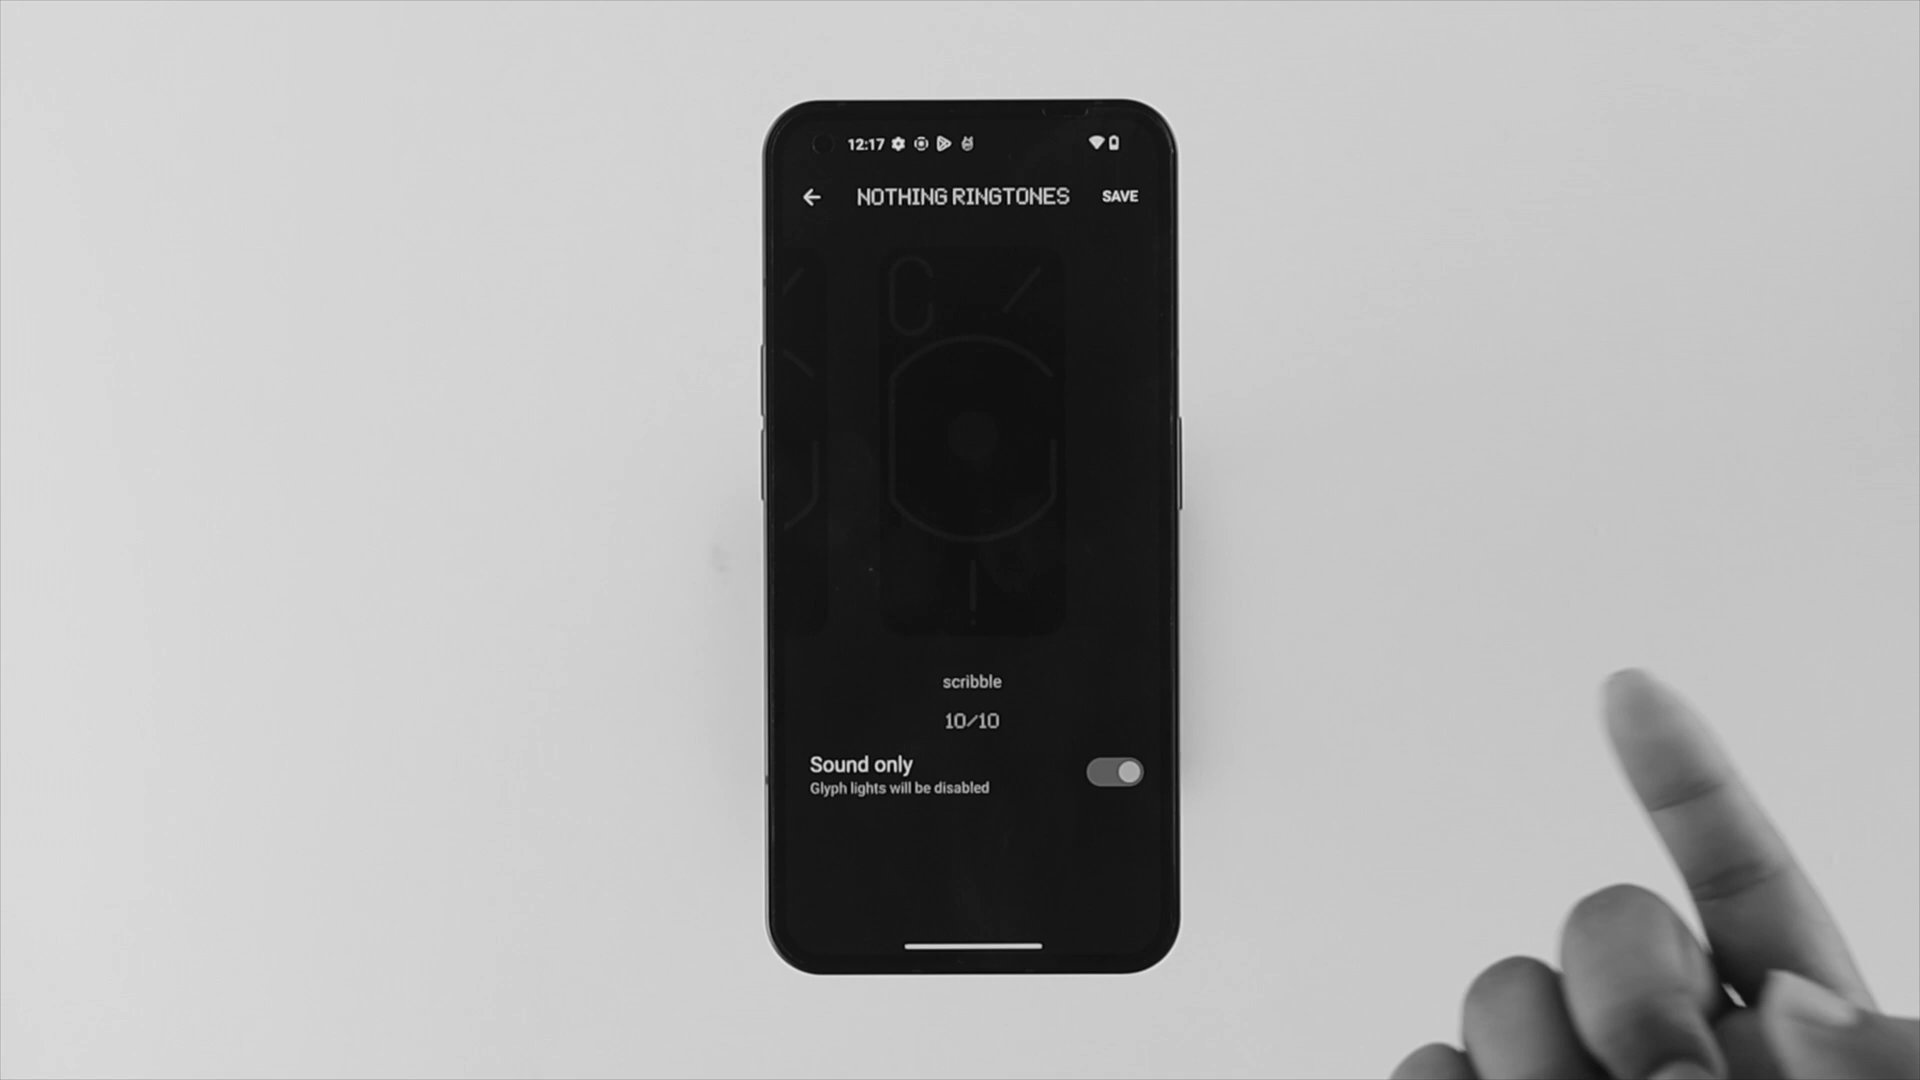 12:17
NOTHING RINGTONES
SAVE
scribble
10/10
Sound only
Glyph lights will be disabled